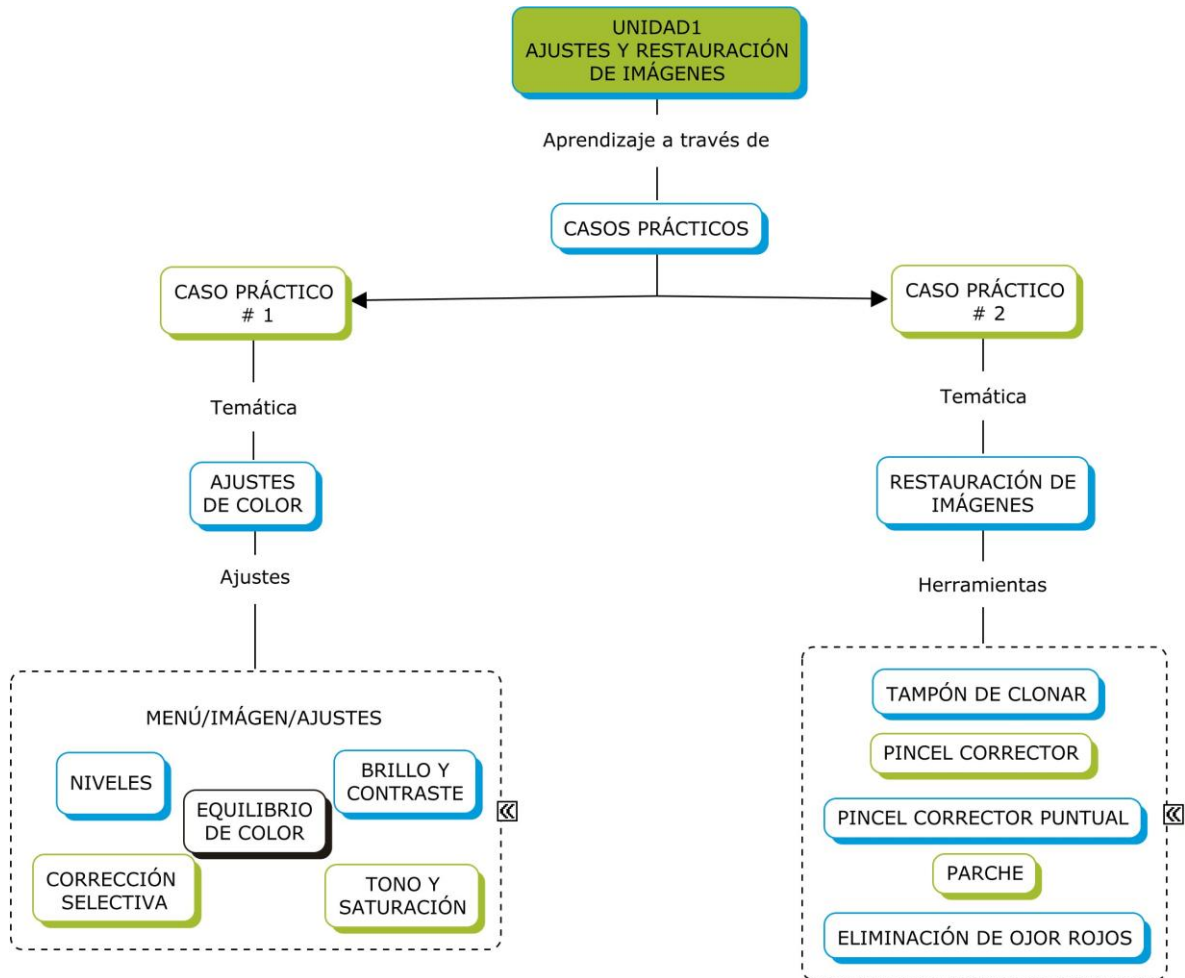 UNIDAD1
AJUSTES Y RESTAURACIÓN
DE IMÁGENES
Aprendizaje a través de
CASOS PRÁCTICOS
CASO PRÁCTICO
# 1
Temática
AJUSTES
DE COLOR
Ajustes
MENÚ/IMÁGEN/AJUSTES
NIVELES
BRILLO Y
CONTRASTE
EQUILIBRIO
DE COLOR
CORRECCIÓN
SELECTIVA
TONO Y
SATURACIÓN
CASO PRÁCTICO
# 2
Temática
RESTAURACIÓN DE
IMÁGENES
Herramientas
TAMPÓN DE CLONAR
PINCEL CORRECTOR
PINCEL CORRECTOR PUNTUAL
PARCHE
ELIMINACIÓN DE OJOR ROJOS